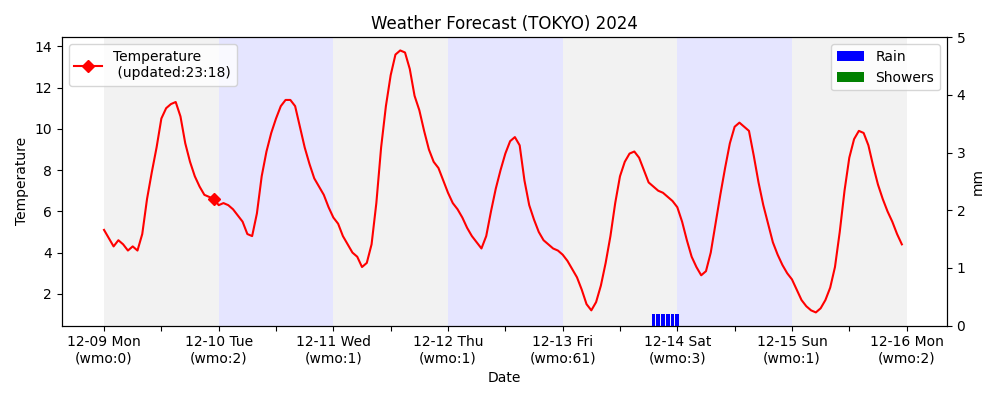 Weather Forecast (TOKYO) 2024
Temperature
(updated:23:18)
Rain
Showers
Temperature
14
12
10
8
6
4
2
5
4
3
2
1
0
mm
12-09 Mon
(wmo:0)
12-10 Tue
(wmo:2)
12-11 Wed
(wmo:1)
12-12 Thu
(wmo:1)
12-13 Fri
(wmo:61)
12-14 Sat
(wmo:3)
12-15 Sun
(wmo:1)
12-16 Mon
(wmo:2)
Date